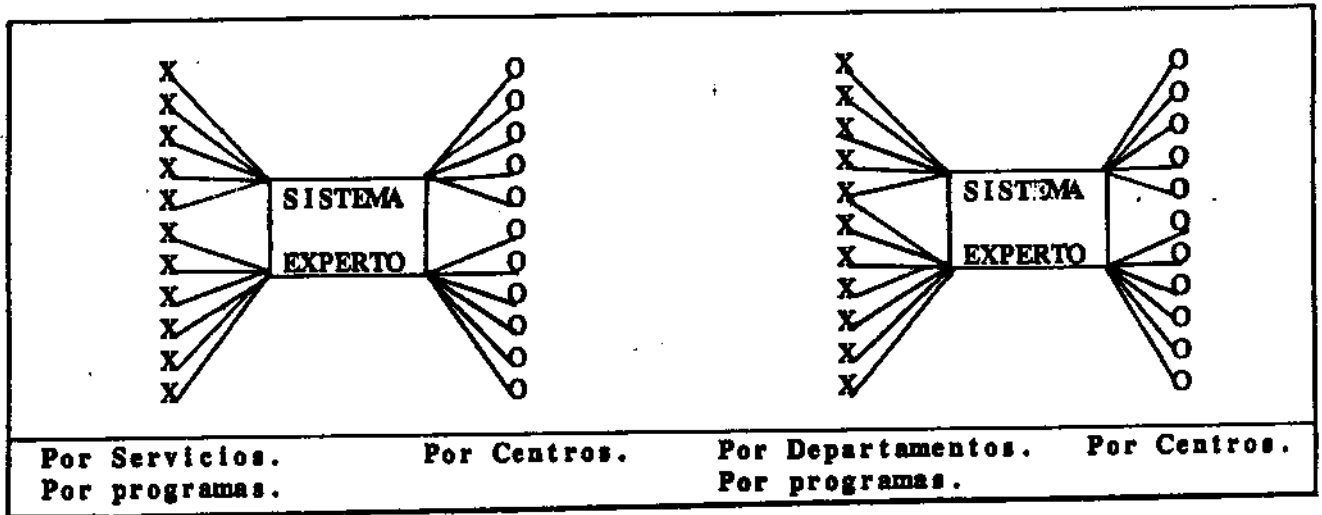 X O X O
X O X O
X O X O
X O X O
X SISTEMA O X SISTEMA O
X O X O
X EXPERTO O X EXPERTO O
X O X O
X O X O
X O X O
X O X O
Por Servicios. Por Centros. Por Departamentos. Por Centros.
Por programas. Por programas.